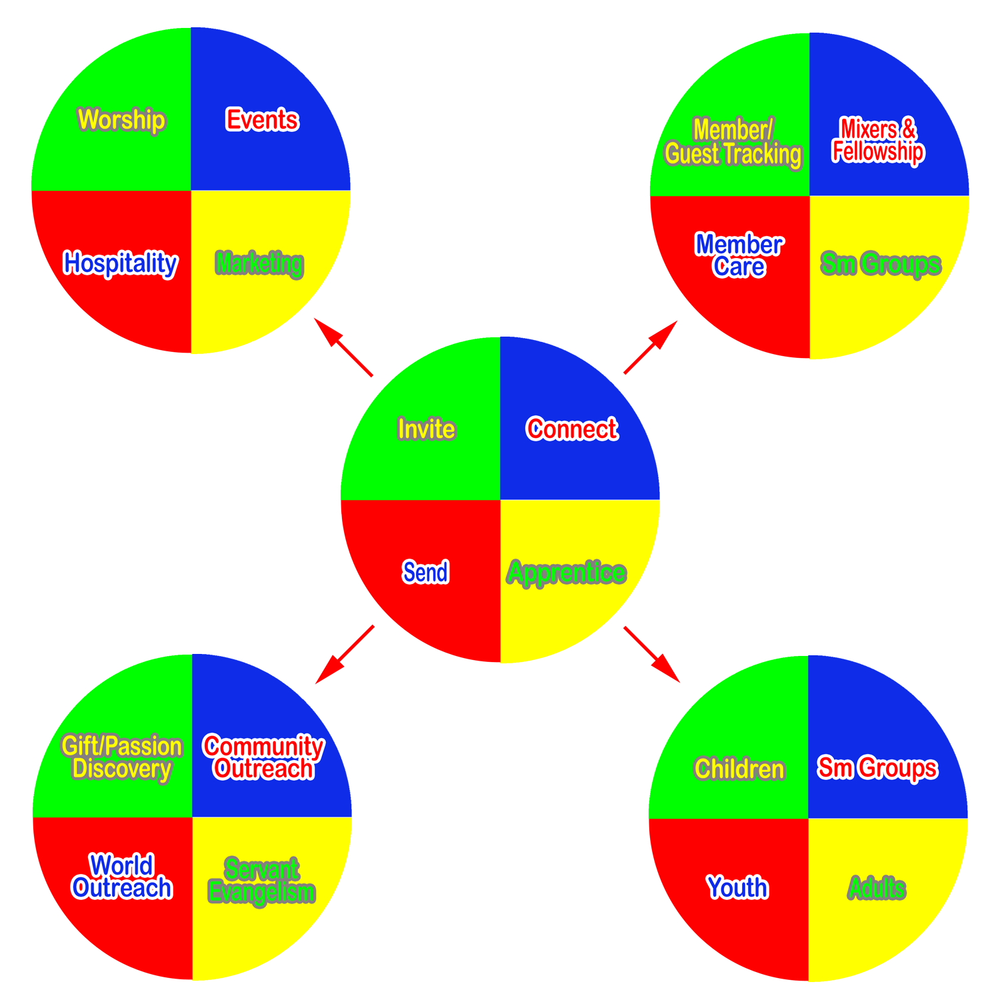 Worship
Events
Hospitality
Marketing
Member/
Guest Tracking
Mixers &
Fellowship
Member
Care
Sm Groups
Invite
Connect
Send
Apprentice
Gift/Passion
Discovery
Community
Outreach
World
Outreach
Servant
Evangelism
Children
Sm Groups
Youth
Adults